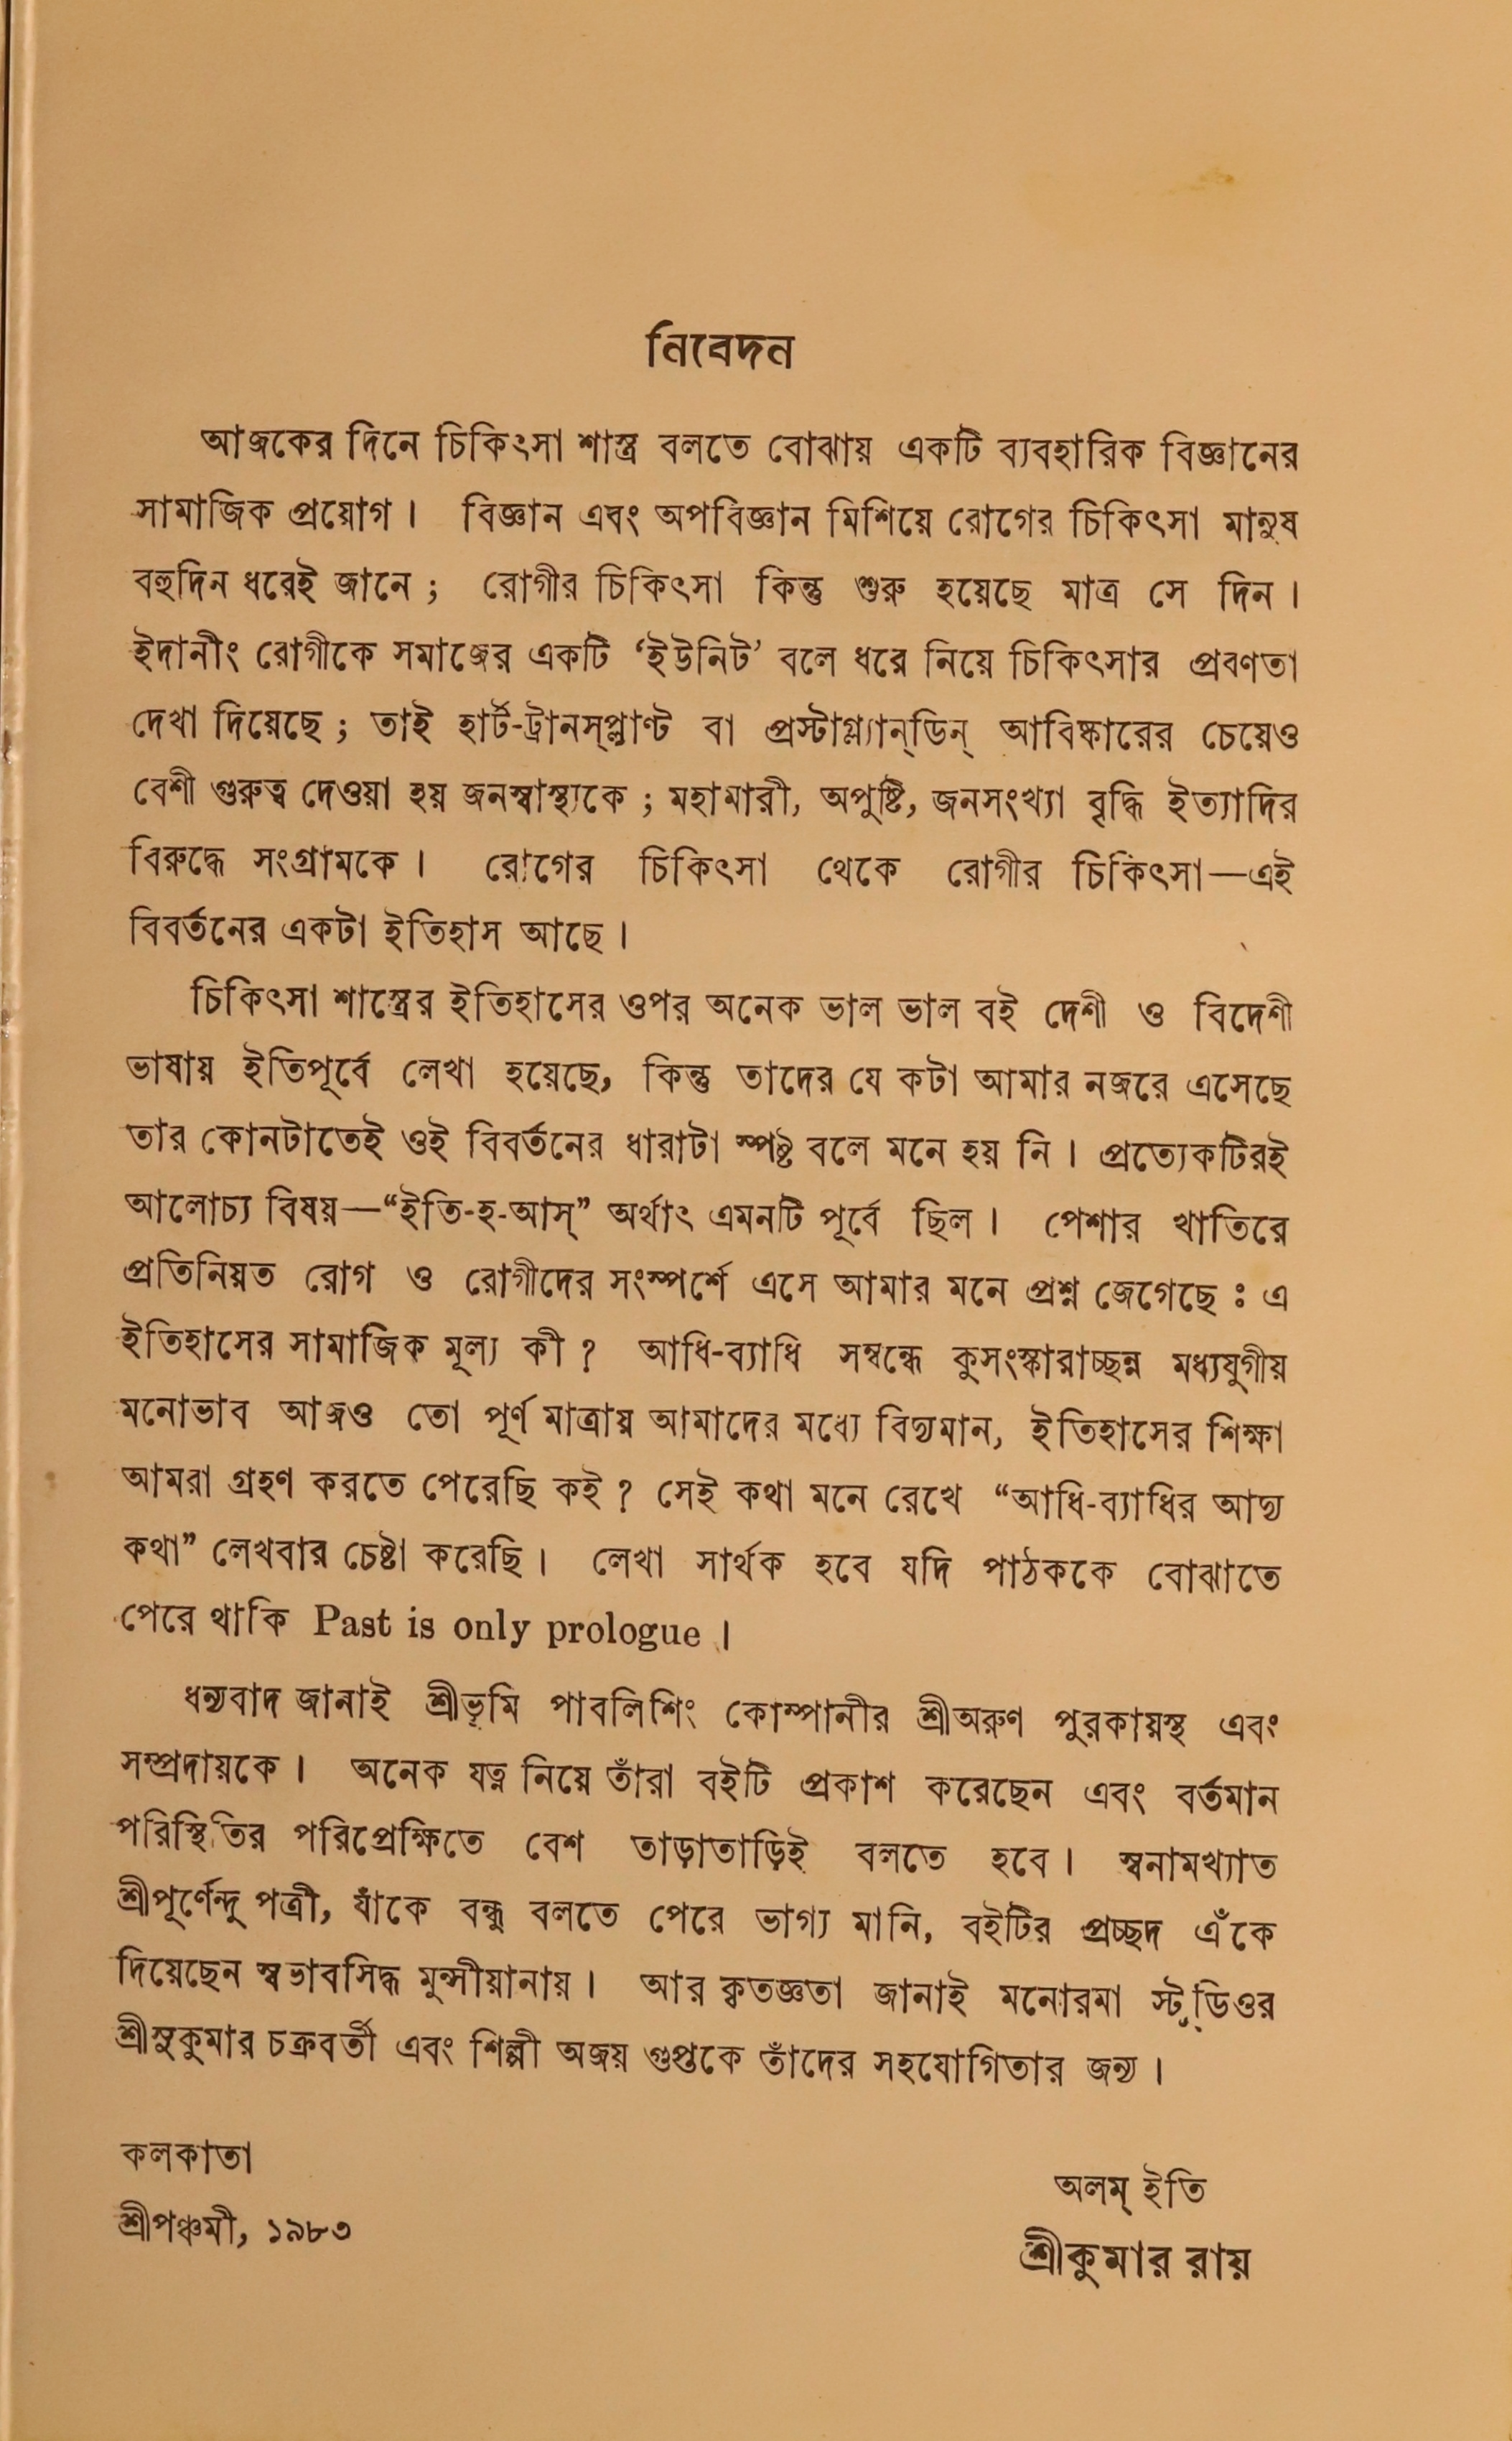 নিবেদন
আজকের দিনে চিকিৎসা শাস্ত্র বলতে বোঝায় একটি ব্যবহারিক বিজ্ঞানের
সামাজিক প্রয়োগ। বিজ্ঞান এবং অপবিজ্ঞান মিশিয়ে রোগের চিকিৎসা মানুষ
বহুদিন ধরেই জানে ; রোগীর চিকিৎসা কিন্তু শুরু হয়েছে মাত্র সে দিন।
ইদানীং রোগীকে সমাজের একটি ‘ইউনিট’ বলে ধরে নিয়ে চিকিৎসার প্রবণতা
দেখা দিয়েছে ; তাই হার্ট-ট্রানস্‌প্লাণ্ট বা প্রস্টাগ্ল্যান্‌ডিন্ আবিষ্কারের চেয়েও
বেশী গুরুত্ব দেওয়া হয় জনস্বাস্থ্যকে ; মহামারী, অপুষ্টি, জনসংখ্যা বৃদ্ধি ইত্যাদির
বিরুদ্ধে সংগ্রামকে। রোগের চিকিৎসা থেকে রোগীর চিকিৎসা—এই
বিবর্তনের একটা ইতিহাস আছে।
চিকিৎসা শাস্ত্রের ইতিহাসের ওপর অনেক ভাল ভাল বই দেশী ও বিদেশী
ভাষায় ইতিপূর্বে লেখা হয়েছে, কিন্তু তাদের যে কটা আমার নজরে এসেছে
তার কোনটাতেই ওই বিবর্তনের ধারাটা স্পষ্ট বলে মনে হয় নি। প্রত্যেকটিরই
আলোচ্য বিষয়—“ইতি-হ-আস্” অর্থাৎ এমনটি পূর্বে ছিল। পেশার খাতিরে
প্রতিনিয়ত রোগ ও রোগীদের সংস্পর্শে এসে আমার মনে প্রশ্ন জেগেছে : এ
ইতিহাসের সামাজিক মূল্য কী ? আধি-ব্যাধি সম্বন্ধে কুসংস্কারাচ্ছন্ন মধ্যযুগীয়
মনোভাব আজও তো পূর্ণ মাত্রায় আমাদের মধ্যে বিদ্যমান, ইতিহাসের শিক্ষা
আমরা গ্রহণ করতে পেরেছি কই ? সেই কথা মনে রেখে “আধি-ব্যাধির আদ্য
কথা” লেখবার চেষ্টা করেছি। লেখা সার্থক হবে যদি পাঠককে বোঝাতে
পেরে থাকি Past is only prologue।
ধন্যবাদ জানাই শ্রীভূমি পাবলিশিং কোম্পানীর শ্রীঅরুণ পুরকায়স্থ এবং
সম্প্রদায়কে। অনেক যত্ন নিয়ে তাঁরা বইটি প্রকাশ করেছেন এবং বর্তমান
পরিস্থিতির পরিপ্রেক্ষিতে বেশ তাড়াতাড়িই বলতে হবে। স্বনামখ্যাত
শ্রীপূর্ণেন্দু পত্রী, যাঁকে বন্ধু বলতে পেরে ভাগ্য মানি, বইটির প্রচ্ছদ এঁকে
দিয়েছেন স্বভাবসিদ্ধ মুন্সীয়ানায়। আর কৃতজ্ঞতা জানাই মনোরমা স্টুডিওর
শ্রীসুকুমার চক্রবর্তী এবং শিল্পী অজয় গুপ্তকে তাঁদের সহযোগিতার জন্য।
কলকাতা
শ্রীপঞ্চমী, ১৯৮৩
অলম্ ইতি
শ্রীকুমার রায়